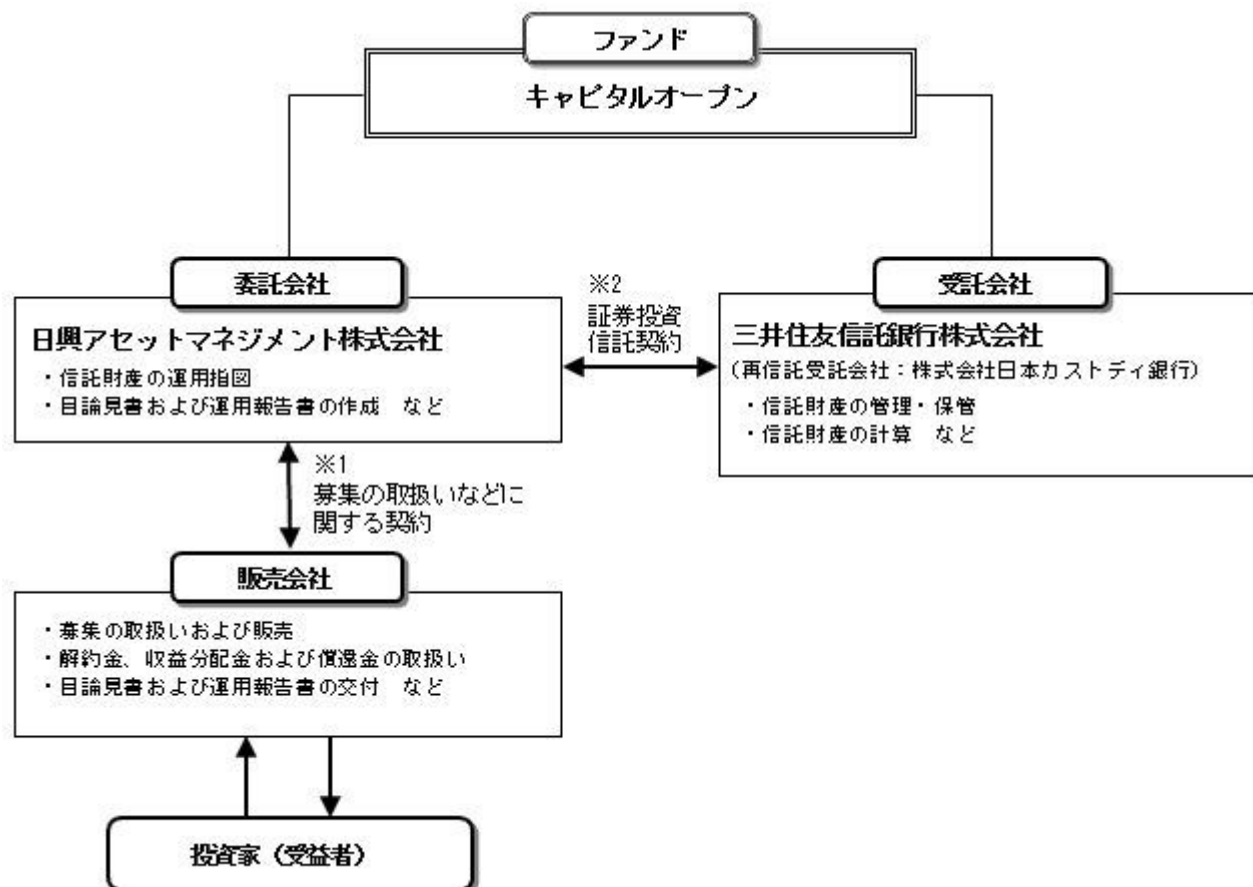 ファンド
キャピタルオープン
委託会社
日興アセットマネジメント株式会社
・信託財産の運用指図
・目論見書および運用報告書の作成　など
※2
証券投資
信託契約
受託会社
三井住友信託銀行株式会社
(再信託受託会社：株式会社日本カストディ銀行)
・信託財産の管理・保管
・信託財産の計算　など
※1
募集の取扱いなどに
関する契約
販売会社
・募集の取扱いおよび販売
・解約金、収益分配金および償還金の取扱い
・目論見書および運用報告書の交付　など
投資家（受益者）